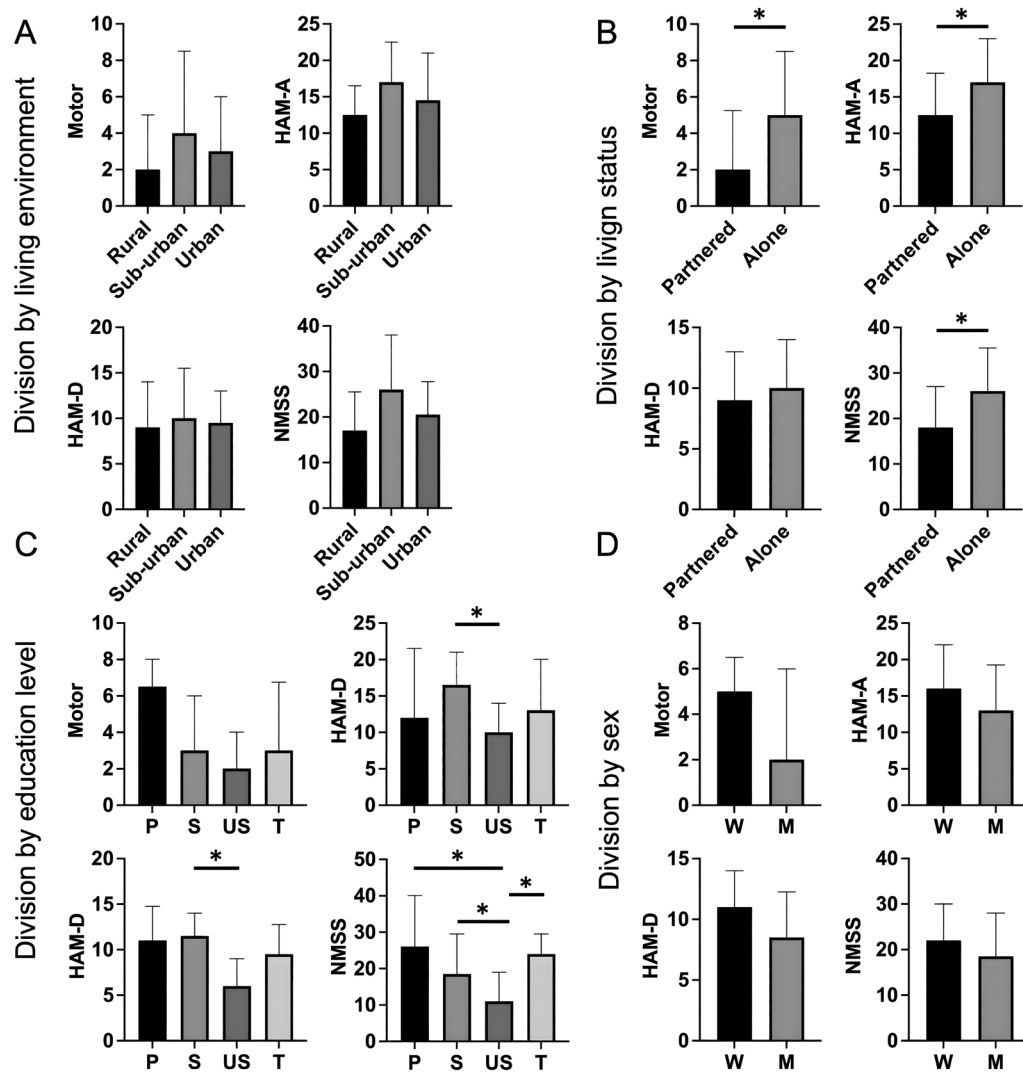 A
Division by living environment
Motor
10
8
6
4
2
0
Rural
Sub-urban
Urban
HAM-A
25
20
15
10
5
0
Rural
Sub-urban
Urban
HAM-D
20
15
10
5
0
Rural
Sub-urban
Urban
NMSS
40
30
20
10
0
Rural
Sub-urban
Urban
B
Division by livign status
Motor
10
8
6
4
2
0
*
Partnered
Alone
HAM-A
25
20
15
10
5
0
*
Partnered
Alone
HAM-D
15
10
5
0
Partnered
Alone
NMSS
40
30
20
10
0
*
Partnered
Alone
C
Division by education level
Motor
10
8
6
4
2
0
P S US T
HAM-D
25
20
15
10
5
0
*
P S US T
HAM-D
20
15
10
5
0
*
P S US T
NMSS
50
40
30
20
10
0
*
*
*
P S US T
D
Division by sex
Motor
8
6
4
2
0
W M
HAM-A
25
20
15
10
5
0
W M
HAM-D
15
10
5
0
W M
NMSS
40
30
20
10
0
W M